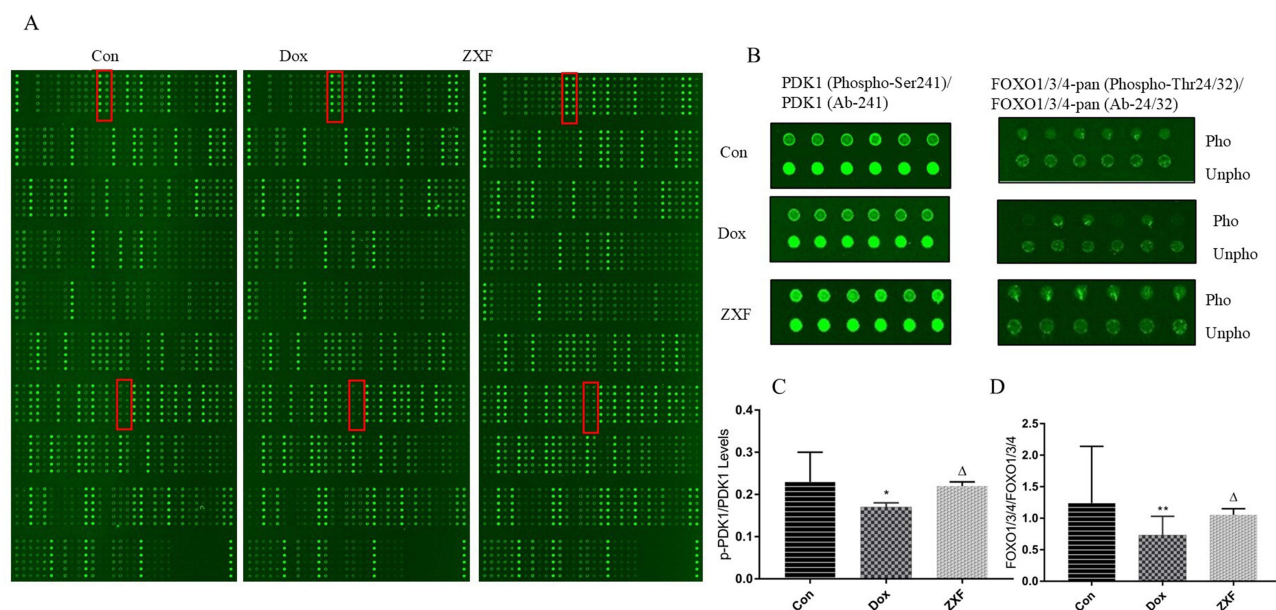 A
Con
Dox
ZXF
B
PDK1 (Phospho-Ser241)/
PDK1 (Ab-241)
FOXO1/3/4-pan (Phospho-Thr24/32)/
FOXO1/3/4-pan (Ab-24/32)
Con
Pho
Unpho
Dox
Pho
Unpho
ZXF
Pho
Unpho
C
p-PDK1/PDK1 Levels
0.4
0.3
0.2
0.1
0.0
*
Δ
Con
Dox
ZXF
D
FOXO1/3/4/FOXO1/3/4
2.5
2.0
1.5
1.0
0.5
0.0
**
Δ
Con
Dox
ZXF